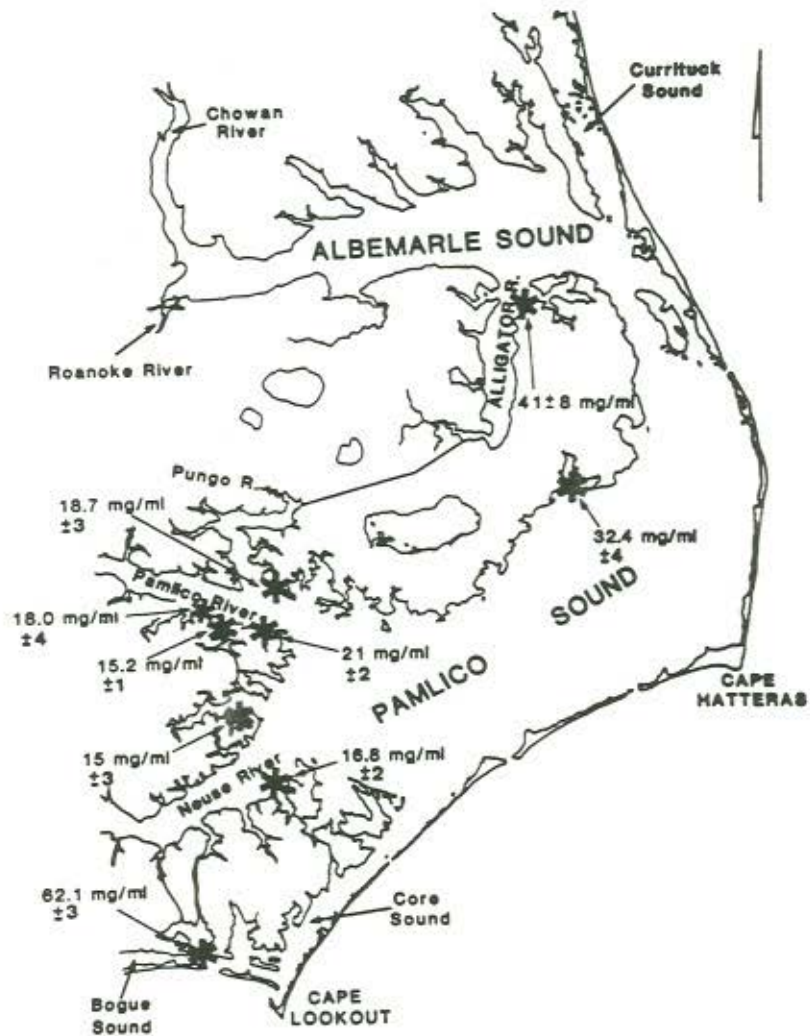 Currituck
Sound
Chowan
River
ALBEMARLE SOUND
ALLIGATOR R.
Roanoke River
41±8 mg/ml
Pungo R.
18.7 mg/ml
±3
32.4 mg/ml
±4
Pamlico River
18.0 mg/ml
±4
15.2 mg/ml
±1
21 mg/ml
±2
PAMLICO SOUND
CAPE
HATTERAS
15 mg/ml
±3
Neuse River
16.8 mg/ml
±2
62.1 mg/ml
±3
Core
Sound
Bogue
Sound
CAPE
LOOKOUT